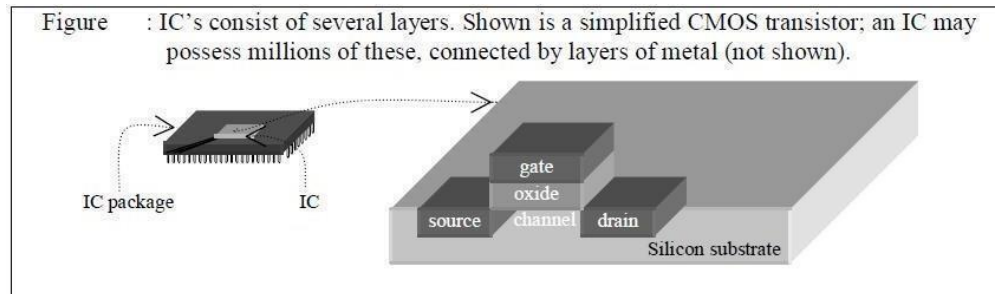 Figure : IC's consist of several layers. Shown is a simplified CMOS transistor; an IC may
possess millions of these, connected by layers of metal (not shown).
gate
oxide
IC package
IC
source
channel
drain
Silicon substrate